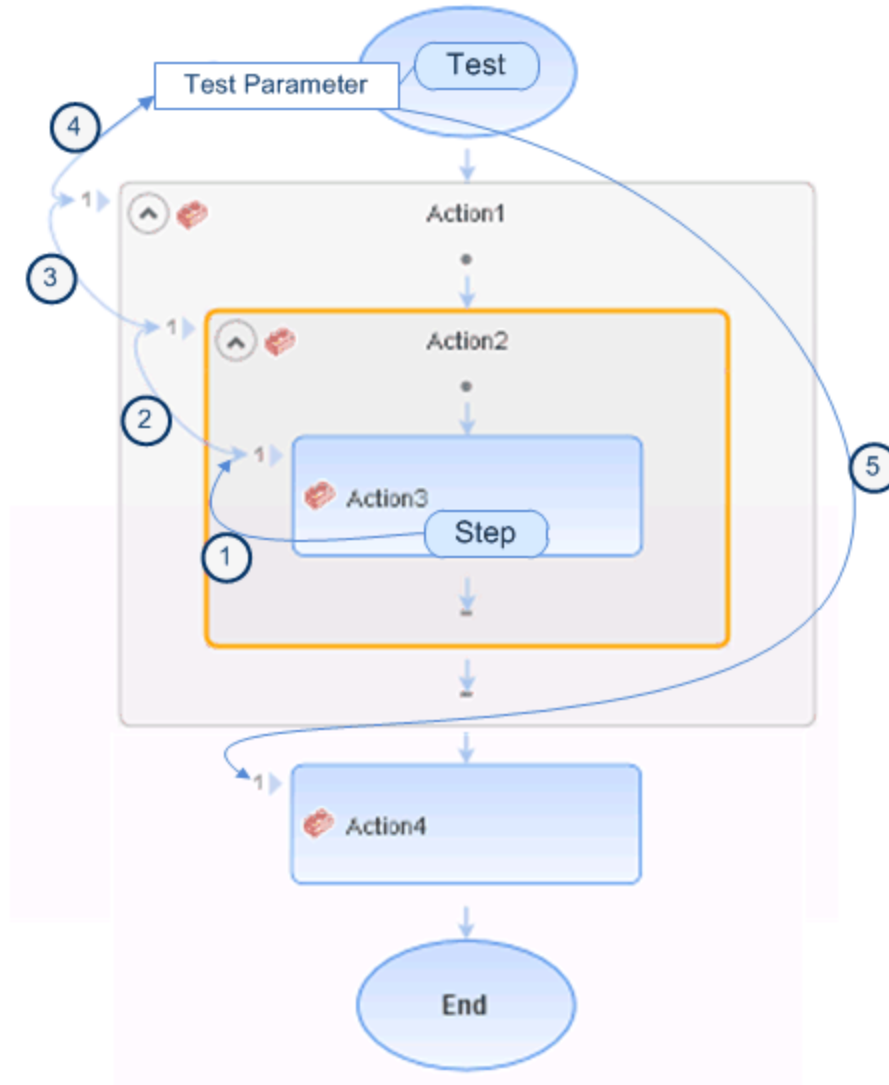 Test
Test Parameter
4
1
Action1
3
1
Action2
2
1
5
Action3
Step
1
1
Action4
End